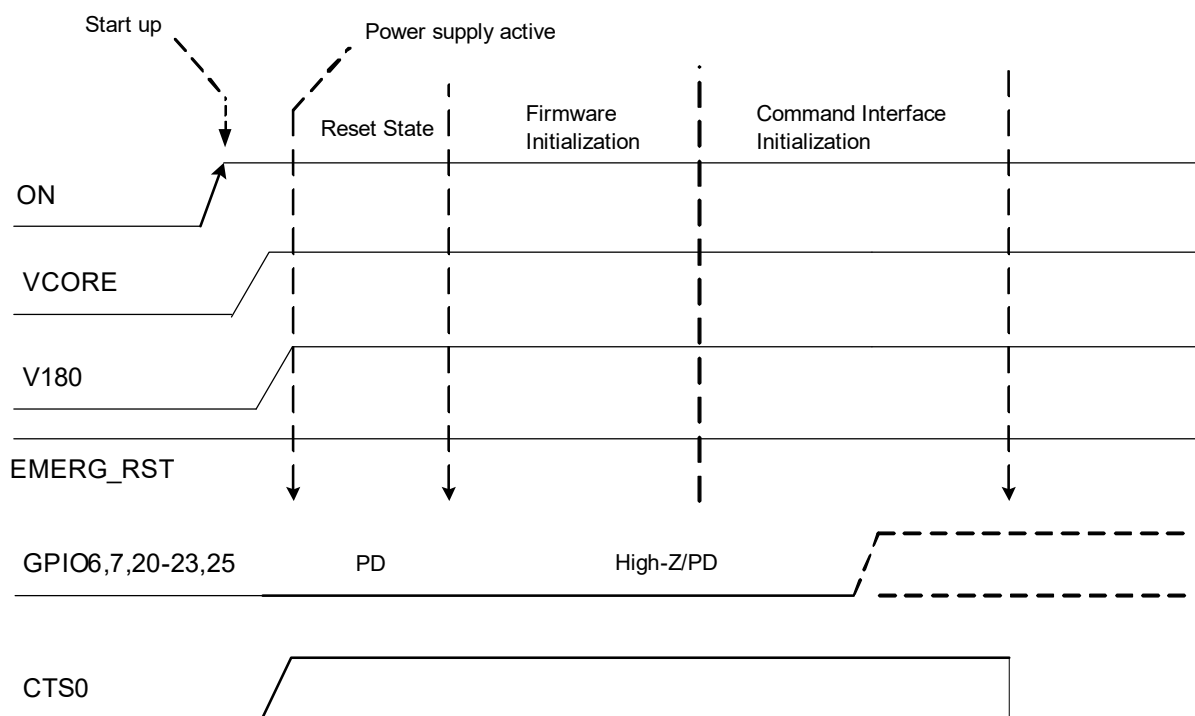 Start up
Power supply active
Reset State
Firmware
Initialization
Command Interface
Initialization
ON
VCORE
V180
EMERG_RST
GPIO6,7,20-23,25
PD
High-Z/PD
CTS0